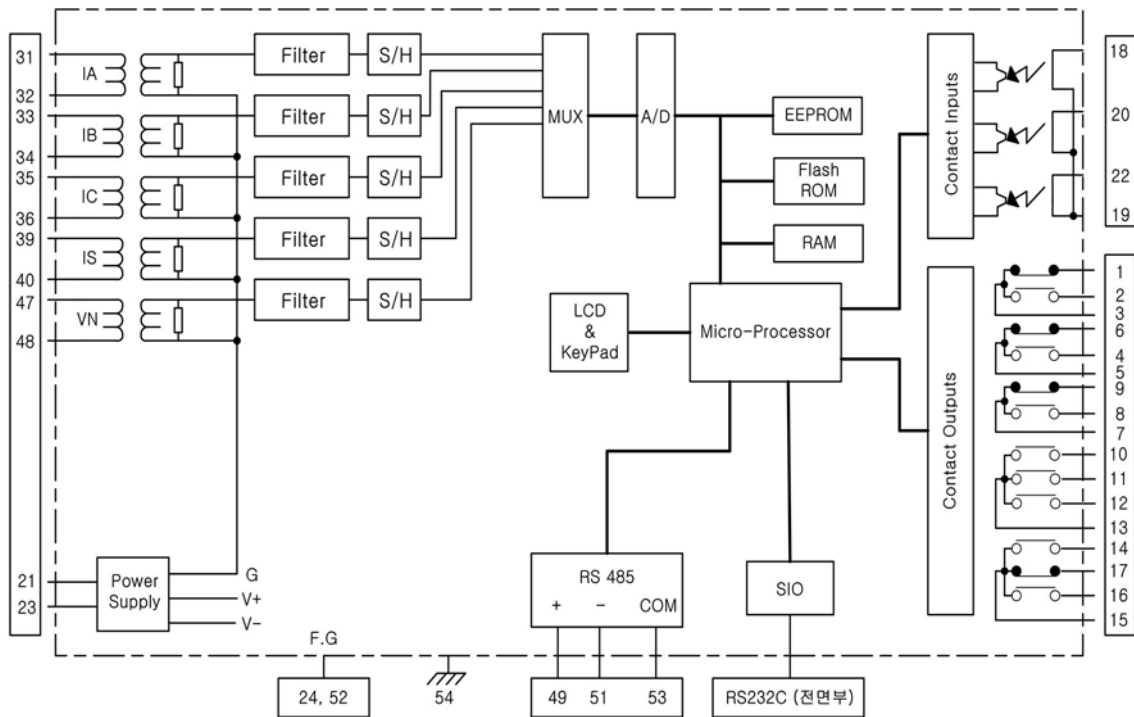 31
IA
32
Filter
S/H
33
IB
34
Filter
S/H
35
IC
36
Filter
S/H
39
IS
40
Filter
S/H
47
VN
48
Filter
S/H
MUX
A/D
EEPROM
Flash
ROM
RAM
LCD
&
KeyPad
Micro-Processor
Contact Inputs
18
20
22
19
Contact Outputs
1
2
3
6
4
5
9
8
7
10
11
12
13
14
17
16
15
21
23
Power
Supply
G
V+
V-
RS 485
+ - COM
SIO
F.G
24, 52
54
49 51 53
RS232C (전면부)